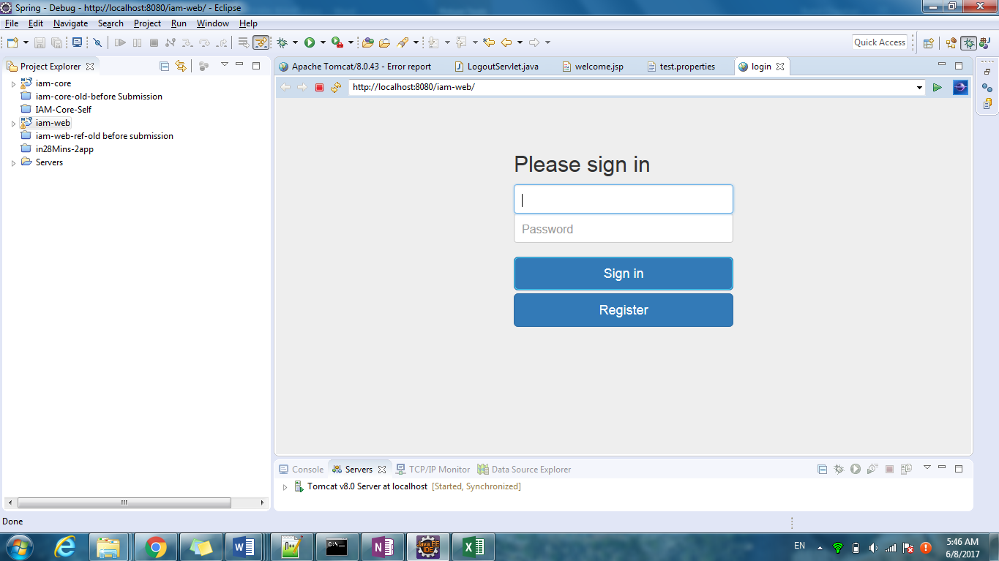 Spring - Debug - http://localhost:8080/iam-web/ - Eclipse
File Edit Navigate Search Project Run Window Help
Quick Access
Project Explorer
iam-core
iam-core-old-before Submission
IAM-Core-Self
iam-web
iam-web-ref-old before submission
in28Mins-2app
Servers
Apache Tomcat/8.0.43 - Error report LogoutServlet.java welcome.jsp test.properties login
http://localhost:8080/iam-web/
Please sign in
Password
Sign in
Register
Console Servers TCP/IP Monitor Data Source Explorer
Tomcat v8.0 Server at localhost [Started, Synchronized]
Done
EN 5:46 AM
6/8/2017